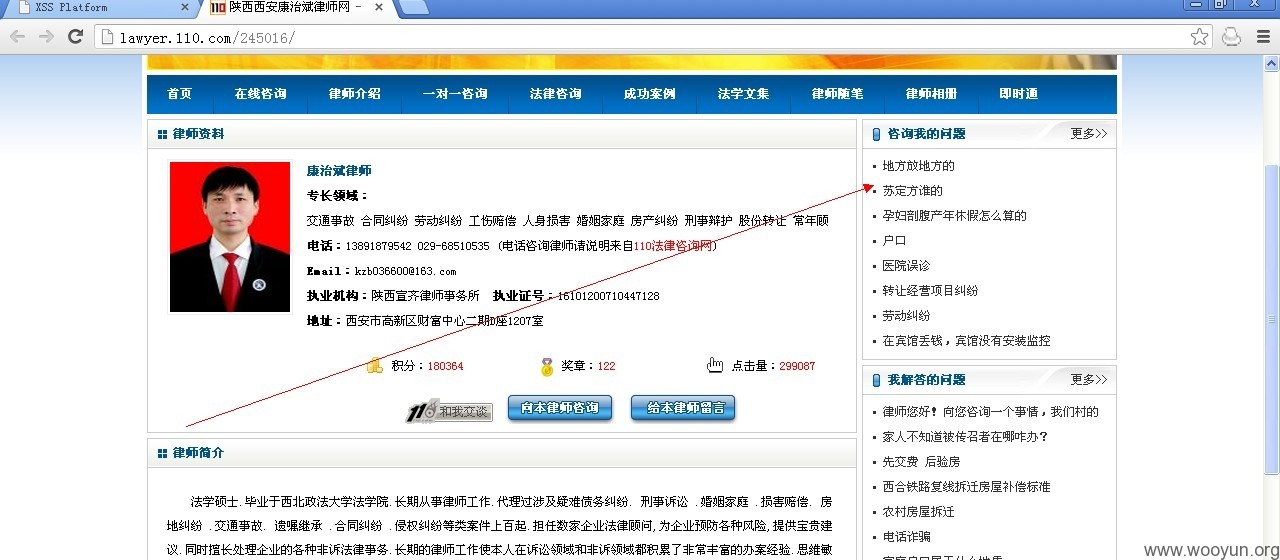 XSS Platform
陕西西安康治斌律师网 -
lawyer.110.com/245016/
首页 在线咨询 律师介绍 一对一咨询 法律咨询 成功案例 法学文集 律师随笔 律师相册 即时通
律师资料
康治斌律师
专长领域：
交通事故 合同纠纷 劳动纠纷 工伤赔偿 人身损害 婚姻家庭 房产纠纷 刑事辩护 股份转让 常年顾
电话：13891879542 029-68510535 (电话咨询律师请说明来自110法律咨询网)
Email：kzb036600@163.com
执业机构：陕西宣齐律师事务所 执业证号：16101200710447128
地址：西安市高新区财富中心二期D座1207室
积分：180364 奖章：122 点击量：299087
110 和我交谈 向本律师咨询 给本律师留言
律师简介
法学硕士.毕业于西北政法大学法学院.长期从事律师工作.代理过涉及疑难债务纠纷. 刑事诉讼 .婚姻家庭 .损害赔偿. 房
地纠纷 .交通事故. 遗嘱继承 .合同纠纷 .侵权纠纷等类案件上百起.担任数家企业法律顾问,为企业预防各种风险,提供宝贵建
议.同时擅长处理企业的各种非诉法律事务.长期的律师工作使本人在诉讼领域和非诉领域都积累了非常丰富的办案经验.思维敏
咨询我的问题 更多>>
地方放地方的
苏定方谁的
孕妇剖腹产年休假怎么算的
户口
医院误诊
转让经营项目纠纷
劳动纠纷
在宾馆丢钱，宾馆没有安装监控
我解答的问题 更多>>
律师您好！向您咨询一个事情，我们村的
家人不知道被传召者在哪咋办？
先交费 后验房
西合铁路复线拆迁房屋补偿标准
农村房屋拆迁
电话诈骗
www.wooyun.org